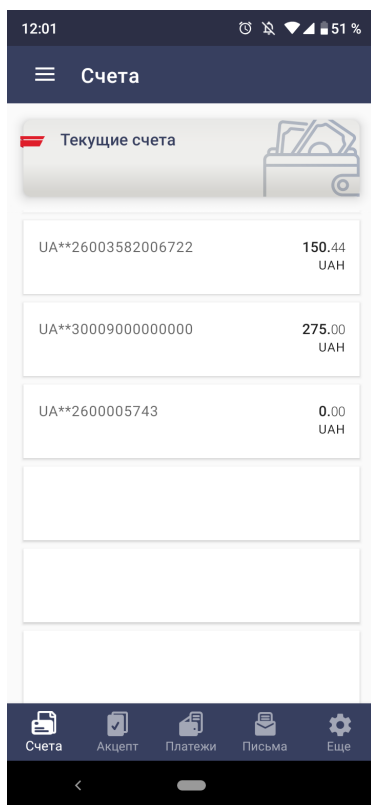 12:01 51 %
Счета
Текущие счета
UA**26003582006722 150.44
UAH
UA**30009000000000 275.00
UAH
UA**2600005743 0.00
UAH
Счета Акцепт Платежи Письма Еще